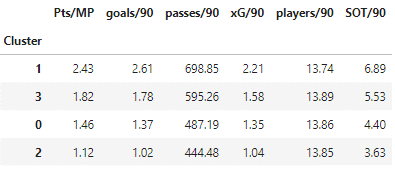 Pts/MP goals/90 passes/90 xG/90 players/90 SOT/90
Cluster
1 2.43 2.61 698.85 2.21 13.74 6.89
3 1.82 1.78 595.26 1.58 13.89 5.53
0 1.46 1.37 487.19 1.35 13.86 4.40
2 1.12 1.02 444.48 1.04 13.85 3.63